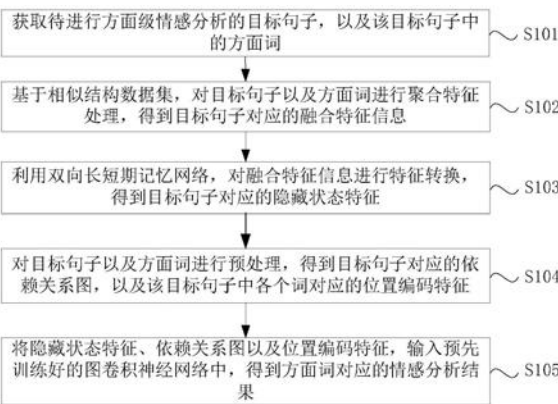 获取待进行方面级情感分析的目标句子，以及该目标句子中
的方面词
S101
基于相似结构数据集，对目标句子以及方面词进行聚合特征
处理，得到目标句子对应的融合特征信息
S102
利用双向长短期记忆网络，对融合特征信息进行特征转换，
得到目标句子对应的隐藏状态特征
S103
对目标句子以及方面词进行预处理，得到目标句子对应的依
赖关系图，以及该目标句子中各个词对应的位置编码特征
S104
将隐藏状态特征、依赖关系图以及位置编码特征，输入预先
训练好的图卷积神经网络中，得到方面词对应的情感分析结
果
S105